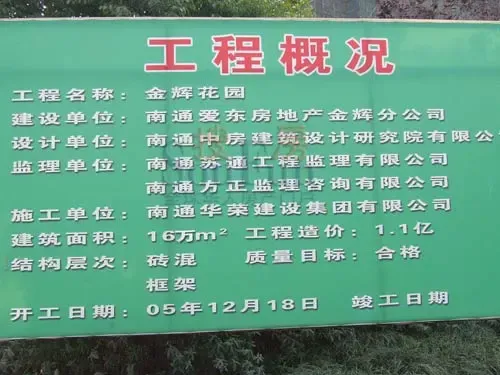 工程概况
工程名称：金辉花园
建设单位：南通爱东房地产金辉分公司
设计单位：南通 房建筑设计研究院有限公
监理单位：南通苏通工程监理有限公司
南通方正监理咨询有限公司
施工单位：南通华荣建设集团有限公司
建筑面积：16万m² 工程造价：1.1亿
结构层次：砖混 质量目标：合格
框架
开工日期：05年12月18日 竣工日期